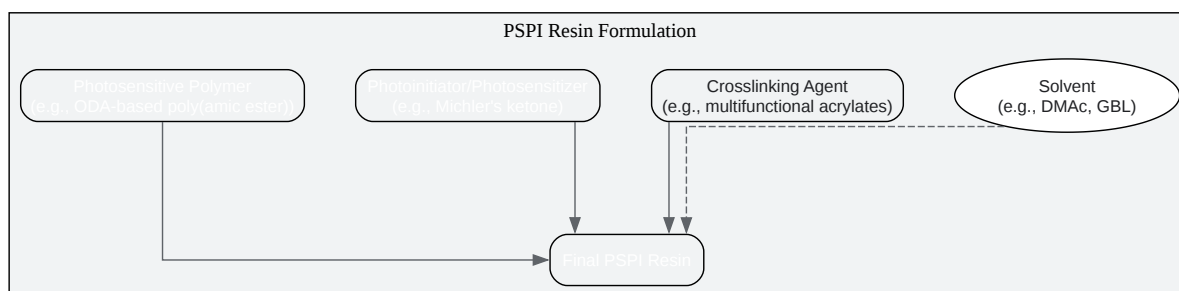 PSPI Resin Formulation
Photosensitive Polymer
(e.g., ODA-based poly(amic ester))
Photoinitiator/Photosensitizer
(e.g., Michler's ketone)
Crosslinking Agent
(e.g., multifunctional acrylates)
Solvent
(e.g., DMAc, GBL)
Final PSPI Resin